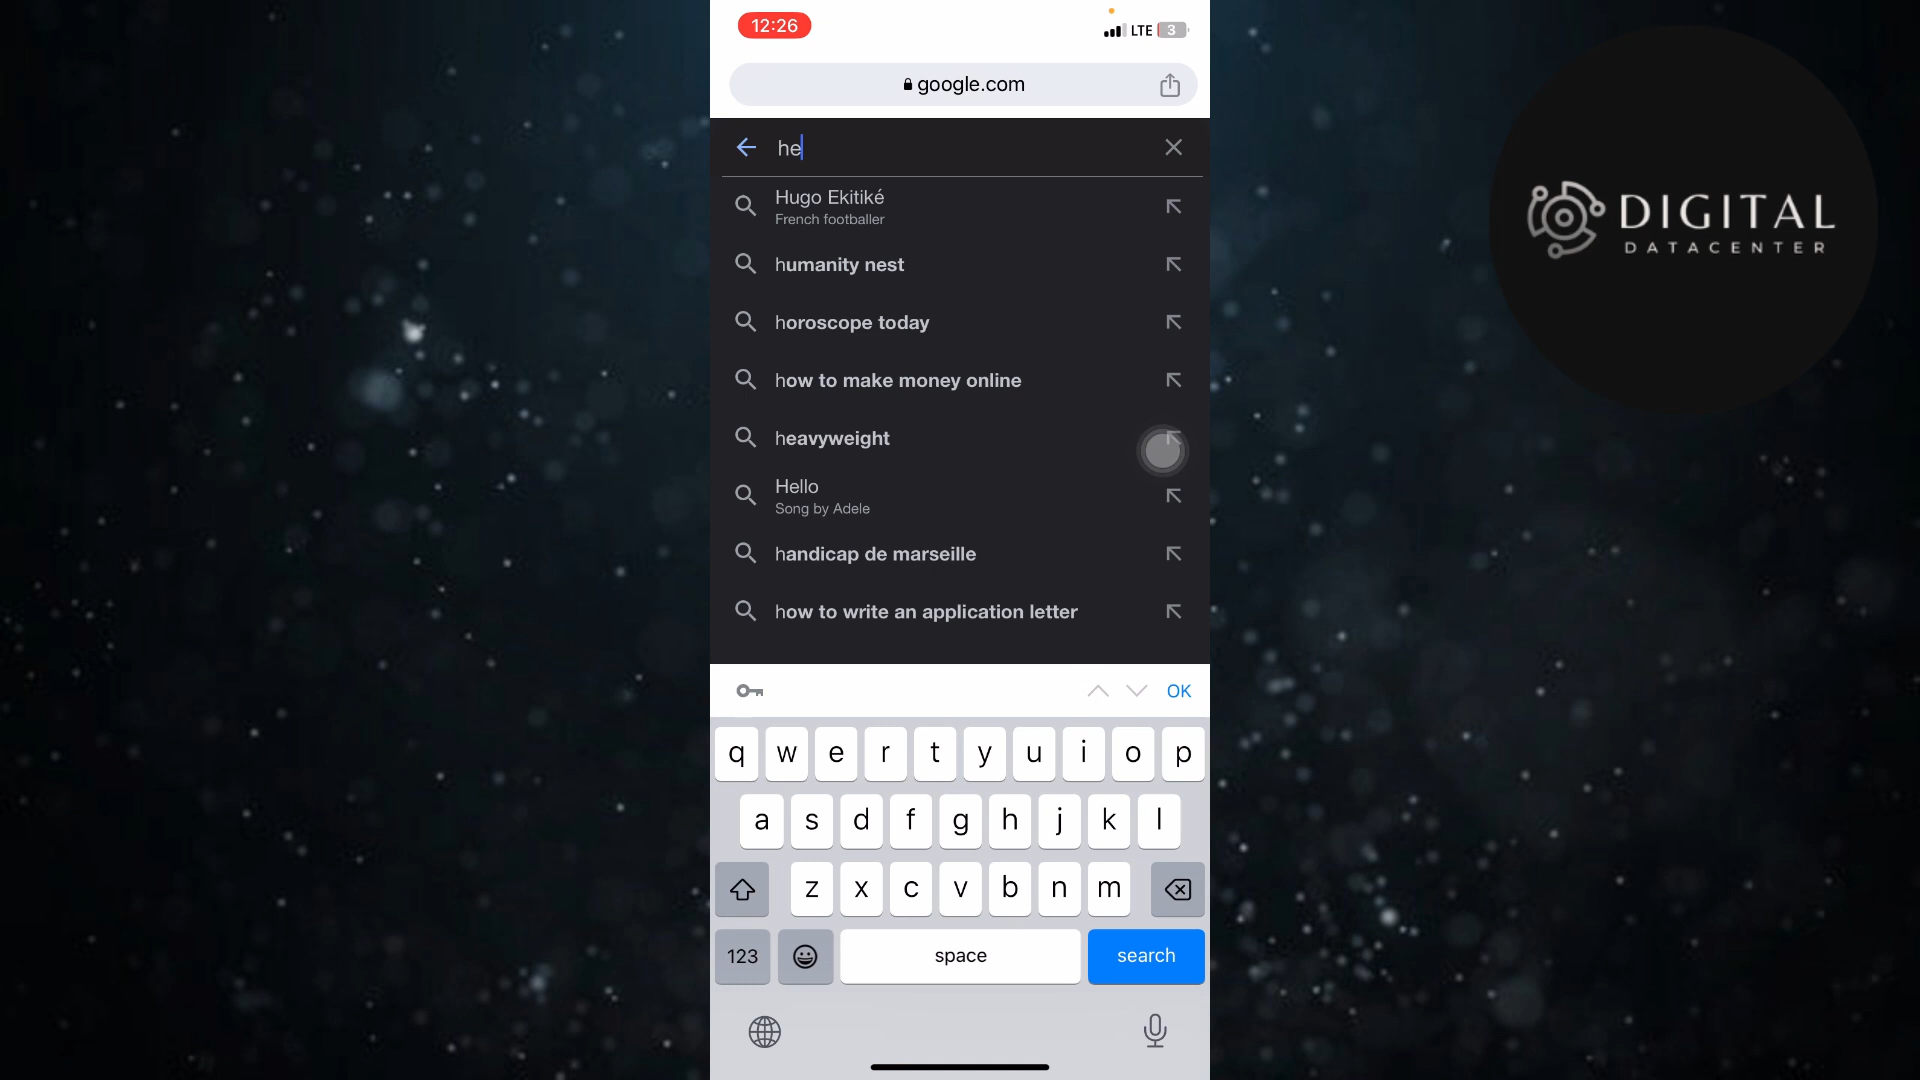 12:26
LTE 3
google.com
he
Hugo Ekitiké
French footballer
humanity nest
horoscope today
how to make money online
heavyweight
Hello
Song by Adele
handicap de marseille
how to write an application letter
OK
q w e r t y u i o p
a s d f g h j k l
z x c v b n m
123 space search
DIGITAL
DATACENTER